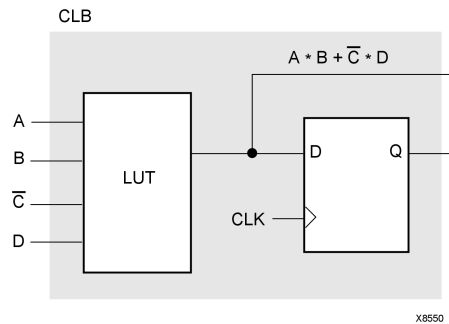 CLB
A * B + C̅ * D
A
B
C̅
D
LUT
D
Q
CLK
X8550